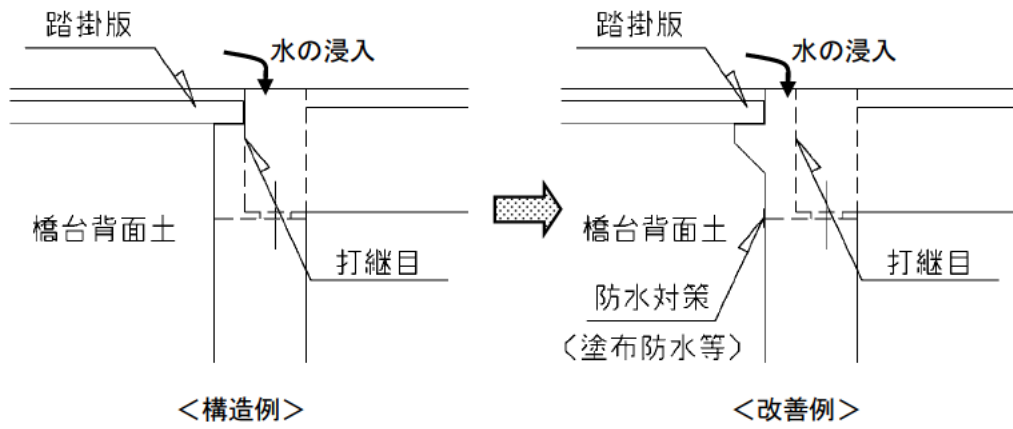 踏掛版
水の浸入
橋台背面土
打継目
＜構造例＞
踏掛版
水の浸入
橋台背面土
打継目
防水対策
（塗布防水等）
＜改善例＞